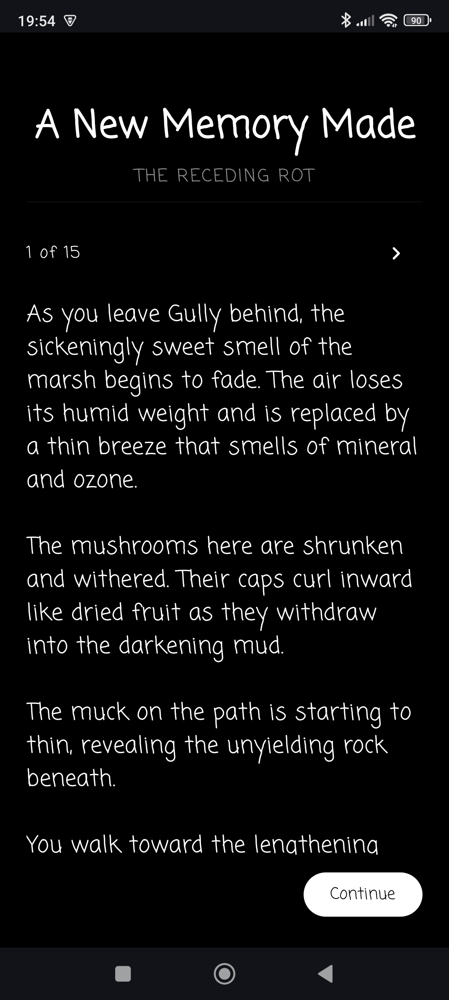 19:54
90
A New Memory Made
THE RECEDING ROT
1 of 15
As you leave Gully behind, the
sickeningly sweet smell of the
marsh begins to fade. The air loses
its humid weight and is replaced by
a thin breeze that smells of mineral
and ozone.
The mushrooms here are shrunken
and withered. Their caps curl inward
like dried fruit as they withdraw
into the darkening mud.
The muck on the path is starting to
thin, revealing the unyielding rock
beneath.
You walk toward the lengthening
Continue